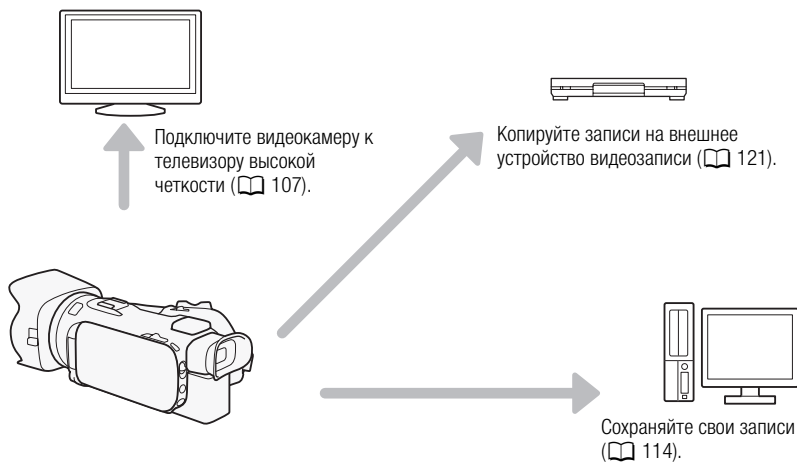 Подключите видеокамеру к
телевизору высокой
четкости (107).
Копируйте записи на внешнее
устройство видеозаписи (121).
Сохраняйте свои записи
(114).